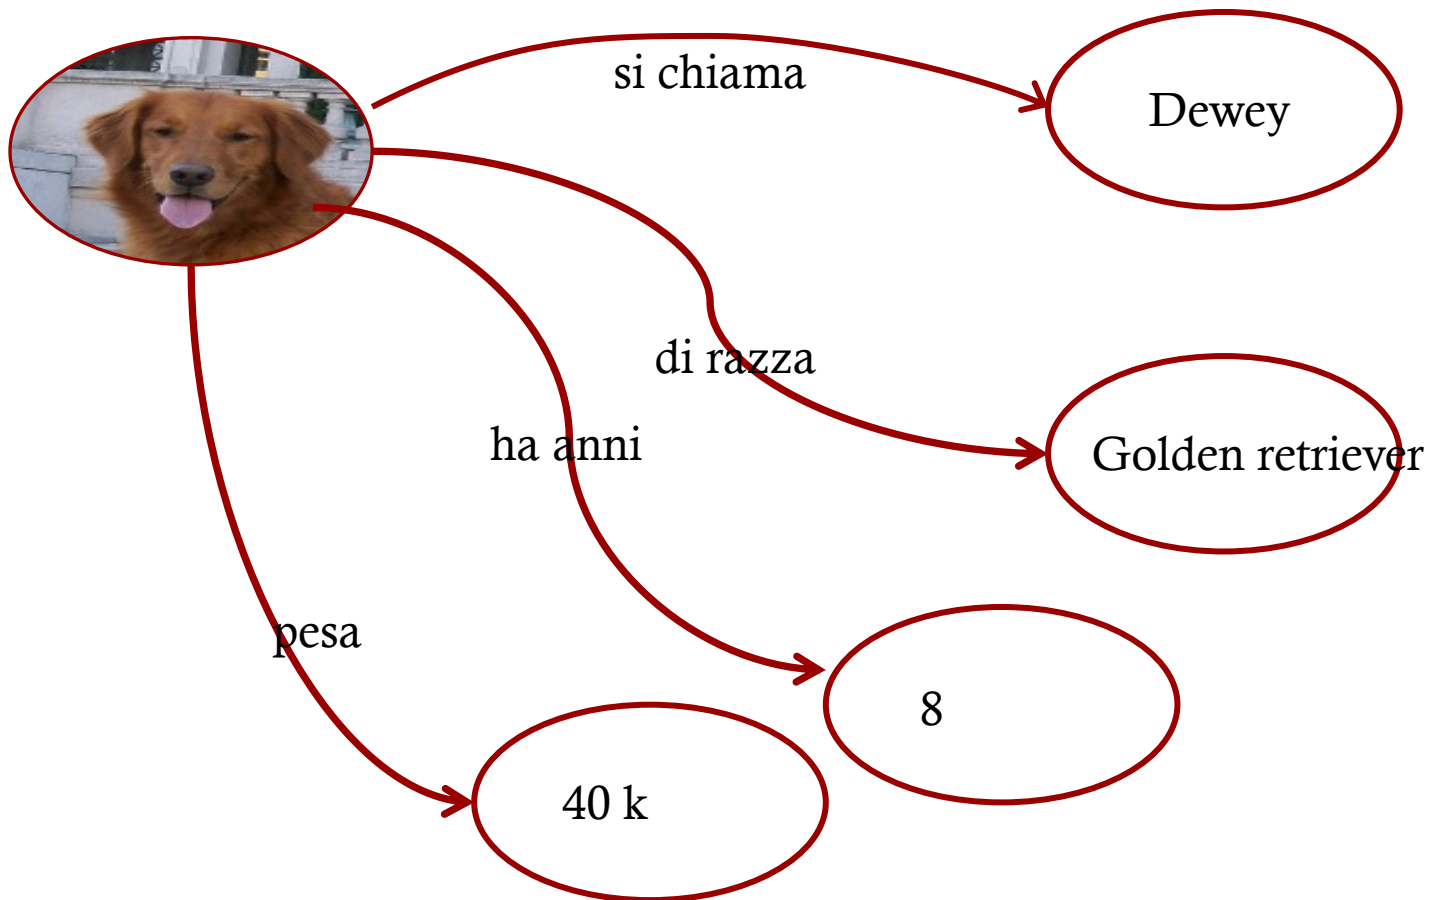 si chiama
Dewey
di razza
Golden retriever
ha anni
8
pesa
40 k